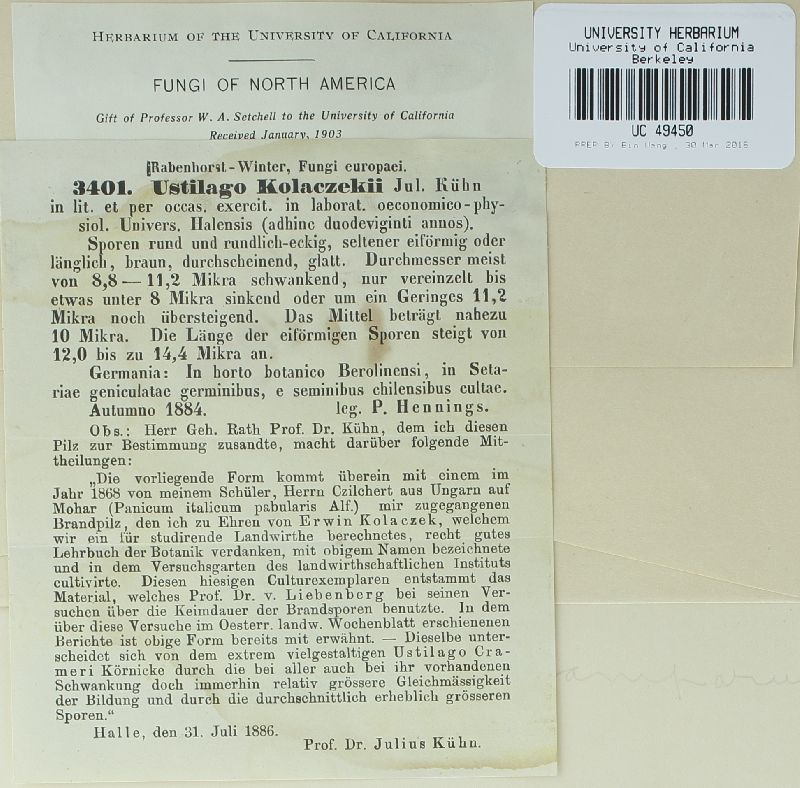 HERBARIUM OF THE UNIVERSITY OF CALIFORNIA
FUNGI OF NORTH AMERICA
Gift of Professor W. A. Setchell to the University of California
Received January, 1903
UNIVERSITY HERBARIUM
University of California
Berkeley
UC 49450
Rabenhorst-Winter, Fungi europaei.
3401. Ustilago Kolaczekii Jul. Kühn
in lit. et per occas. exercit. in laborat. oeconomico-phy-
siol. Univers. Halensis (adhinc duodeviginti annos).
Sporen rund und rundlich-eckig, seltener eiförmig oder
länglich, braun, durchscheinend, glatt. Durchmesser meist
von 8,8—11,2 Mikra schwankend, nur vereinzelt bis
etwas unter 8 Mikra sinkend oder um ein Geringes 11,2
Mikra noch übersteigend. Das Mittel beträgt nahezu
10 Mikra. Die Länge der eiförmigen Sporen steigt von
12,0 bis zu 14,4 Mikra an.
Germania: In horto botanico Berolinensi, in Seta-
riae geniculatae germinibus, e seminibus chilensibus cultae.
Autumno 1884. leg. P. Hennings.
Obs.: Herr Geh. Rath Prof. Dr. Kühn, dem ich diesen
Pilz zur Bestimmung zusandte, macht darüber folgende Mit-
theilungen:
„Die vorliegende Form kommt überein mit einem im
Jahr 1868 von meinem Schüler, Herrn Czilchert aus Ungarn auf
Mohar (Panicum italicum pabularis Alf.) mir zugegangenen
Brandpilz, den ich zu Ehren von Erwin Kolaczek, welchem
wir ein für studirende Landwirthe berechnetes, recht gutes
Lehrbuch der Botanik verdanken, mit obigem Namen bezeichnete
und in dem Versuchsgarten des landwirthschaftlichen Instituts
cultivirte. Diesen hiesigen Culturexemplaren entstammt das
Material, welches Prof. Dr. v. Liebenberg bei seinen Ver-
suchen über die Keimdauer der Brandsporen benutzte. In dem
über diese Versuche im Oesterr. landw. Wochenblatt erschienenen
Berichte ist obige Form bereits mit erwähnt. — Dieselbe unter-
scheidet sich von dem extrem vielgestaltigen Ustilago Cra-
meri Körnicke durch die bei aller auch bei ihr vorhandenen
Schwankung doch immerhin relativ grössere Gleichmässigkeit
der Bildung und durch die durchschnittlich erheblich grösseren
Sporen.“
Halle, den 31. Juli 1886.
Prof. Dr. Julius Kühn.